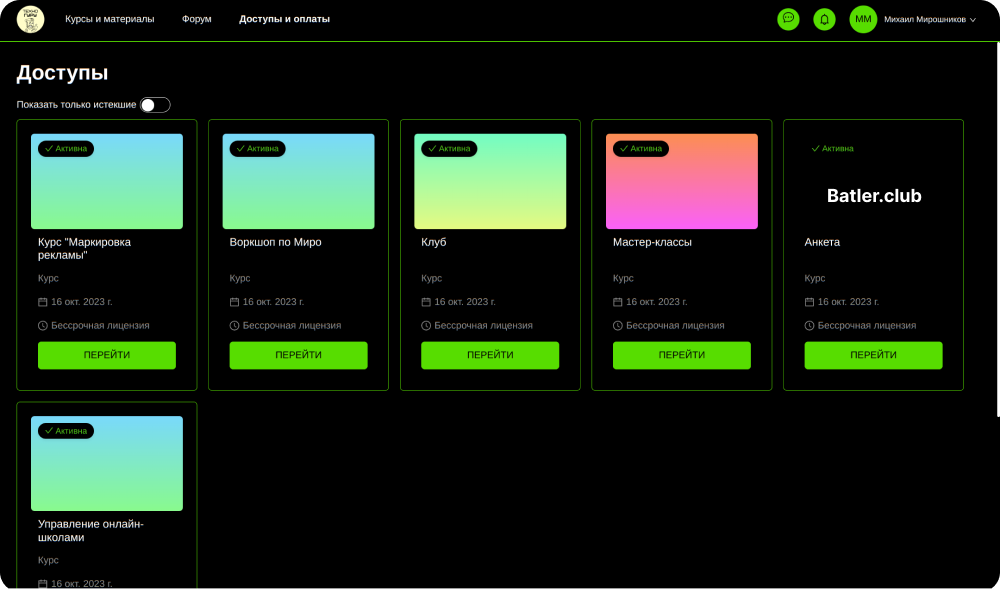 ТЕХНО
ГУРУ
Курсы и материалы
Форум
Доступы и оплаты
ММ
Михаил Мирошников
Доступы
Показать только истекшие
Активна
Курс "Маркировка
рекламы"
Курс
16 окт. 2023 г.
Бессрочная лицензия
ПЕРЕЙТИ
Активна
Воркшоп по Миро
Курс
16 окт. 2023 г.
Бессрочная лицензия
ПЕРЕЙТИ
Активна
Клуб
Курс
16 окт. 2023 г.
Бессрочная лицензия
ПЕРЕЙТИ
Активна
Мастер-классы
Курс
16 окт. 2023 г.
Бессрочная лицензия
ПЕРЕЙТИ
Активна
Batler.club
Анкета
Курс
16 окт. 2023 г.
Бессрочная лицензия
ПЕРЕЙТИ
Активна
Управление онлайн-
школами
Курс
16 окт. 2023 г.